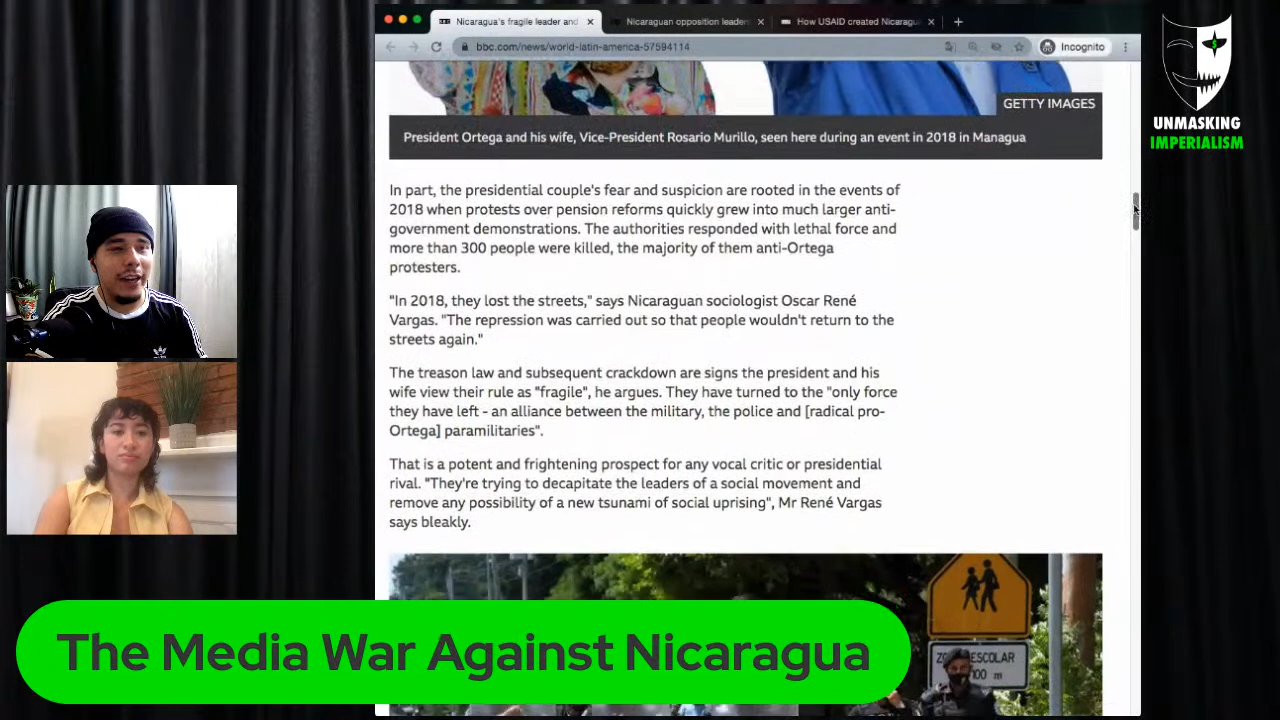 Nicaragua's fragile leader and
Nicaraguan opposition leader
How USAID created Nicaragu
bbc.com/news/world-latin-america-57594114
Incognito
UNMASKING
IMPERIALISM
GETTY IMAGES
President Ortega and his wife, Vice-President Rosario Murillo, seen here during an event in 2018 in Managua
In part, the presidential couple's fear and suspicion are rooted in the events of
2018 when protests over pension reforms quickly grew into much larger anti-
government demonstrations. The authorities responded with lethal force and
more than 300 people were killed, the majority of them anti-Ortega
protesters.
"In 2018, they lost the streets," says Nicaraguan sociologist Oscar René
Vargas. "The repression was carried out so that people wouldn't return to the
streets again."
The treason law and subsequent crackdown are signs the president and his
wife view their rule as "fragile", he argues. They have turned to the "only force
they have left - an alliance between the military, the police and [radical pro-
Ortega] paramilitaries".
That is a potent and frightening prospect for any vocal critic or presidential
rival. "They're trying to decapitate the leaders of a social movement and
remove any possibility of a new tsunami of social uprising", Mr René Vargas
says bleakly.
ESCOLAR
00 m
The Media War Against Nicaragua